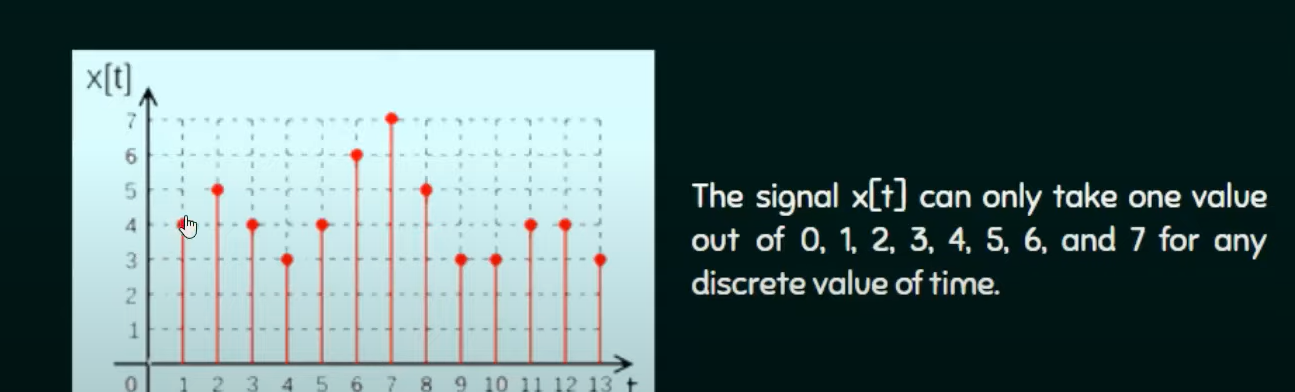 x[t]
7
6
5
4
3
2
1
0 1 2 3 4 5 6 7 8 9 10 11 12 13 t
The signal x[t] can only take one value
out of 0, 1, 2, 3, 4, 5, 6, and 7 for any
discrete value of time.